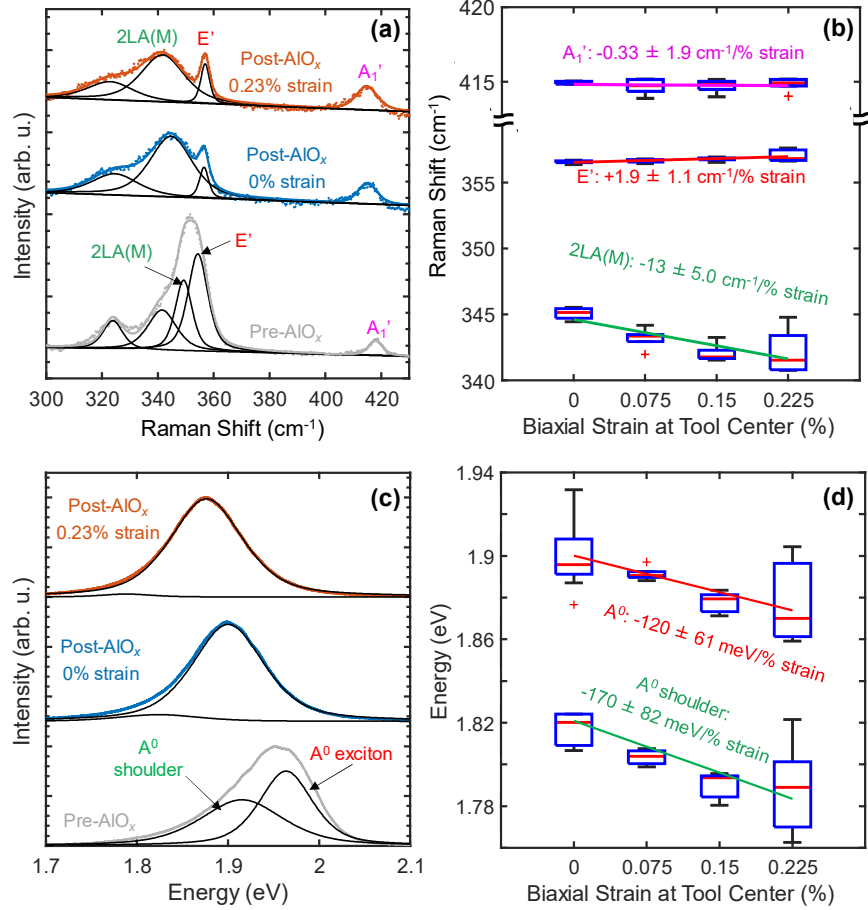 (a)
2LA(M)
E'
Post-AlOₓ
0.23% strain
A₁'
Post-AlOₓ
0% strain
2LA(M)
E'
Pre-AlOₓ
A₁'
Intensity (arb. u.)
300 320 340 360 380 400 420
Raman Shift (cm⁻¹)
(b)
420
415
355
345
340
A₁': -0.33 ± 1.9 cm⁻¹/% strain
E': +1.9 ± 1.1 cm⁻¹/% strain
2LA(M): -13 ± 5.0 cm⁻¹/% strain
Raman Shift (cm⁻¹)
0 0.075 0.15 0.225
Biaxial Strain at Tool Center (%)
(c)
Post-AlOₓ
0.23% strain
Post-AlOₓ
0% strain
A⁰
shoulder
A⁰ exciton
Pre-AlOₓ
Intensity (arb. u.)
1.7 1.8 1.9 2 2.1
Energy (eV)
(d)
1.94
1.9
1.86
1.82
1.78
A⁰: -120 ± 61 meV/% strain
A⁰ shoulder:
-170 ± 82 meV/% strain
Energy (eV)
0 0.075 0.15 0.225
Biaxial Strain at Tool Center (%)